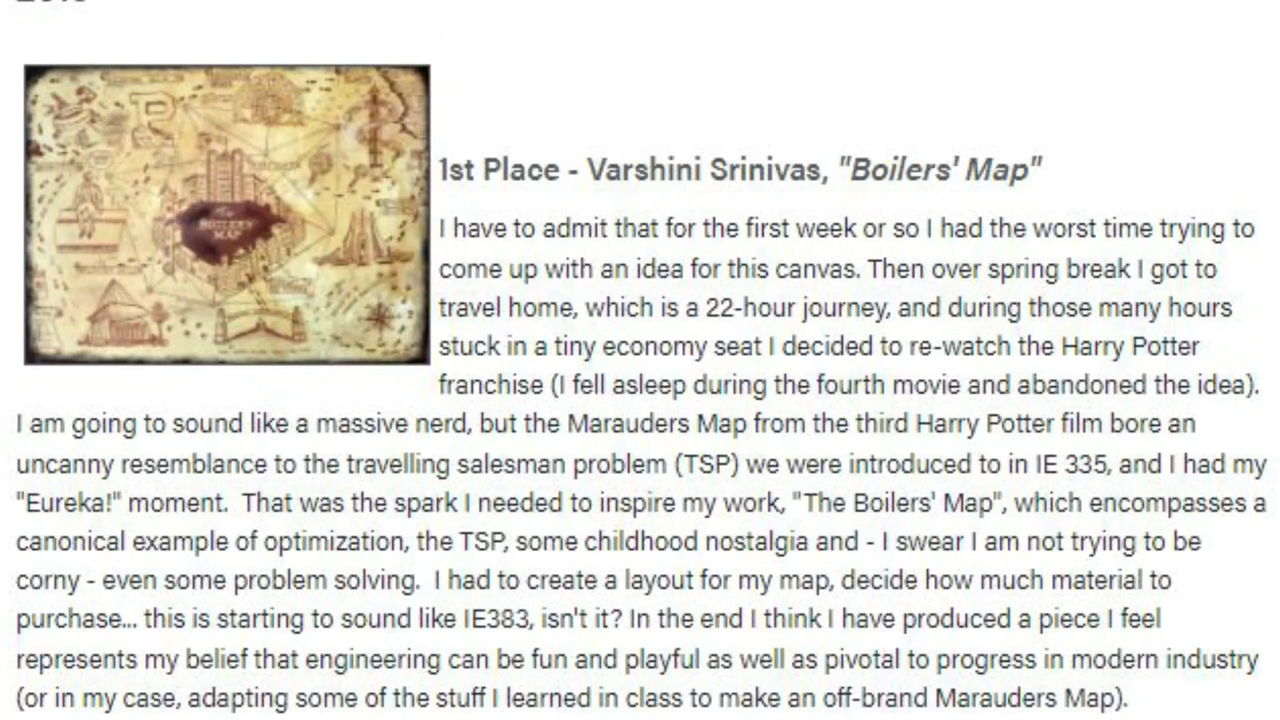 The
BOILERS'
MAP
1st Place - Varshini Srinivas, "Boilers' Map"
I have to admit that for the first week or so I had the worst time trying to
come up with an idea for this canvas. Then over spring break I got to
travel home, which is a 22-hour journey, and during those many hours
stuck in a tiny economy seat I decided to re-watch the Harry Potter
franchise (I fell asleep during the fourth movie and abandoned the idea).
I am going to sound like a massive nerd, but the Marauders Map from the third Harry Potter film bore an
uncanny resemblance to the travelling salesman problem (TSP) we were introduced to in IE 335, and I had my
"Eureka!" moment.  That was the spark I needed to inspire my work, "The Boilers' Map", which encompasses a
canonical example of optimization, the TSP, some childhood nostalgia and - I swear I am not trying to be
corny - even some problem solving.  I had to create a layout for my map, decide how much material to
purchase... this is starting to sound like IE383, isn't it? In the end I think I have produced a piece I feel
represents my belief that engineering can be fun and playful as well as pivotal to progress in modern industry
(or in my case, adapting some of the stuff I learned in class to make an off-brand Marauders Map).